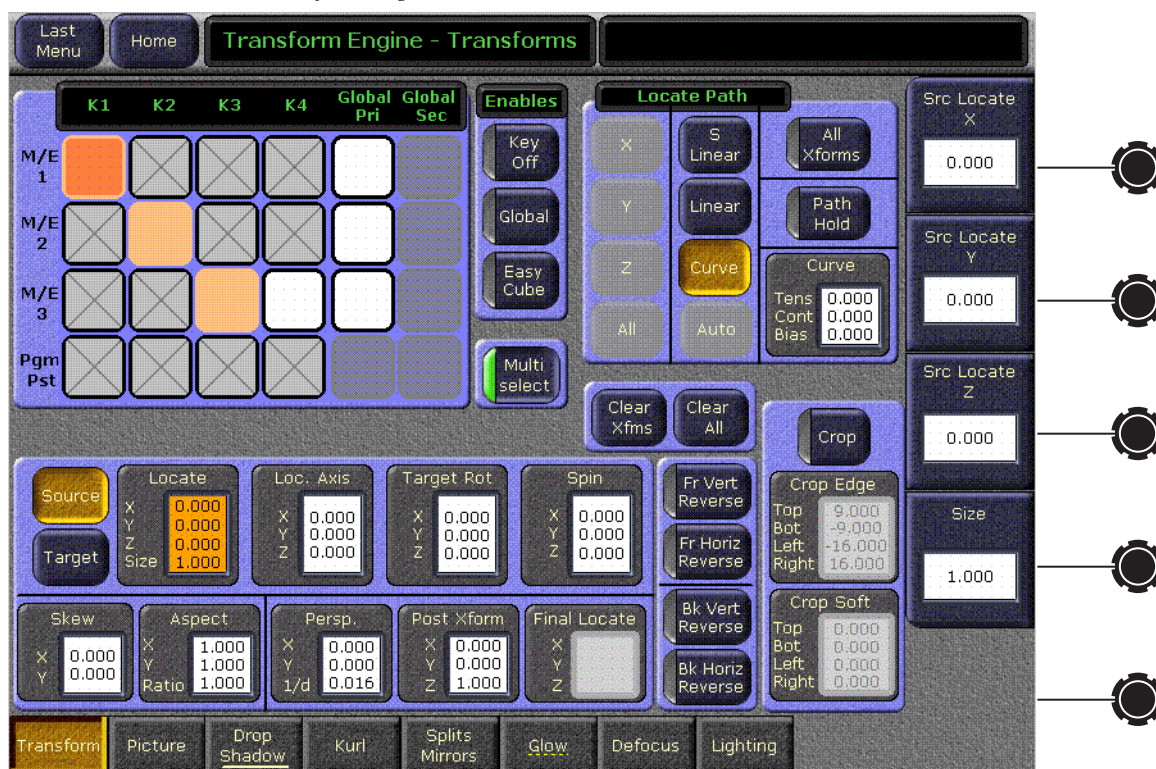 Last
Menu
Home
Transform Engine - Transforms
K1 K2 K3 K4 Global Pri Global Sec
M/E 1
M/E 2
M/E 3
Pgm Pst
Enables
Key Off
Global
Easy Cube
Multi select
Locate Path
X
Y
Z
All
S Linear
Linear
Curve
Auto
All Xforms
Path Hold
Curve
Tens 0.000
Cont 0.000
Bias 0.000
Src Locate
X
0.000
Src Locate
Y
0.000
Src Locate
Z
0.000
Size
1.000
Clear Xfms
Clear All
Source
Target
Locate
X 0.000
Y 0.000
Z 0.000
Size 1.000
Loc. Axis
X 0.000
Y 0.000
Z 0.000
Target Rot
X 0.000
Y 0.000
Z 0.000
Spin
X 0.000
Y 0.000
Z 0.000
Fr Vert Reverse
Fr Horiz Reverse
Bk Vert Reverse
Bk Horiz Reverse
Crop
Crop Edge
Top 9.000
Bot -9.000
Left -16.000
Right 16.000
Crop Soft
Top 0.000
Bot 0.000
Left 0.000
Right 0.000
Skew
X 0.000
Y 0.000
Aspect
X 1.000
Y 1.000
Ratio 1.000
Persp.
X 0.000
Y 0.000
1/d 0.016
Post Xform
X 0.000
Y 0.000
Z 1.000
Final Locate
X
Y
Z
Transform
Picture
Drop Shadow
Kurl
Splits Mirrors
Glow
Defocus
Lighting